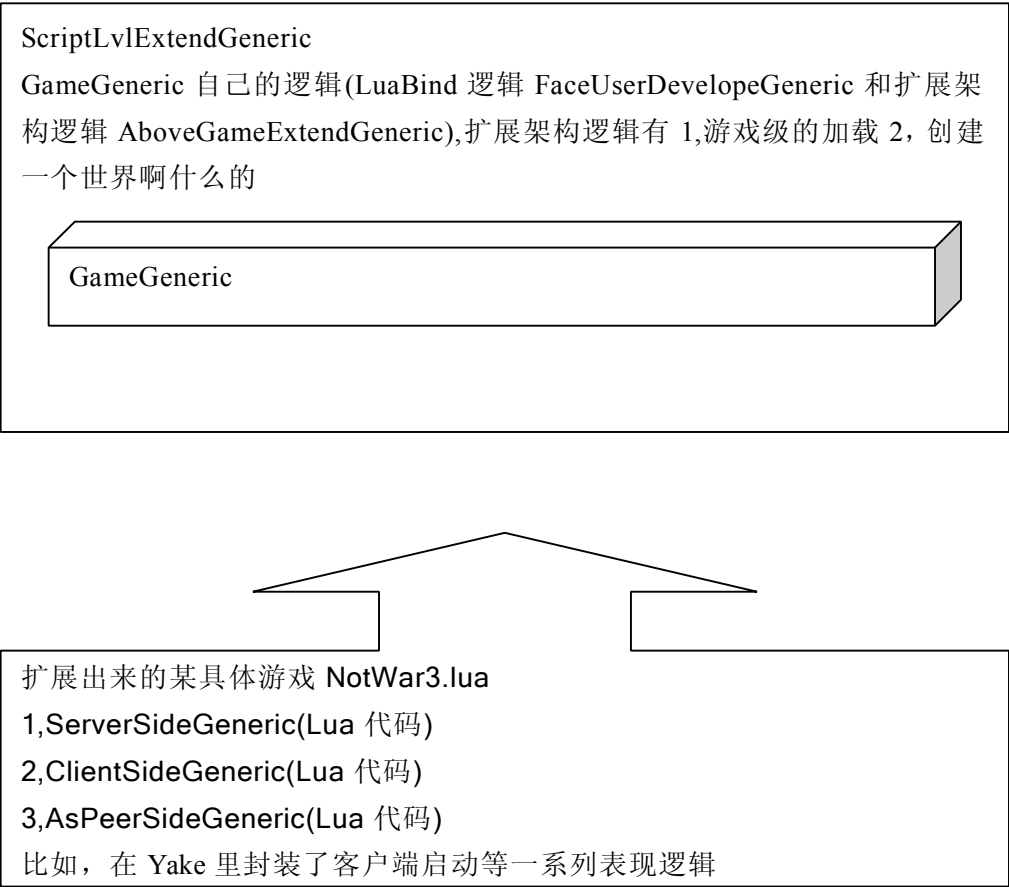 ScriptLvlExtendGeneric
GameGeneric 自己的逻辑(LuaBind 逻辑 FaceUserDevelopeGeneric 和扩展架
构逻辑 AboveGameExtendGeneric),扩展架构逻辑有 1,游戏级的加载 2，创建
一个世界啊什么的
GameGeneric
扩展出来的某具体游戏 NotWar3.lua
1,ServerSideGeneric(Lua 代码)
2,ClientSideGeneric(Lua 代码)
3,AsPeerSideGeneric(Lua 代码)
比如，在 Yake 里封装了客户端启动等一系列表现逻辑